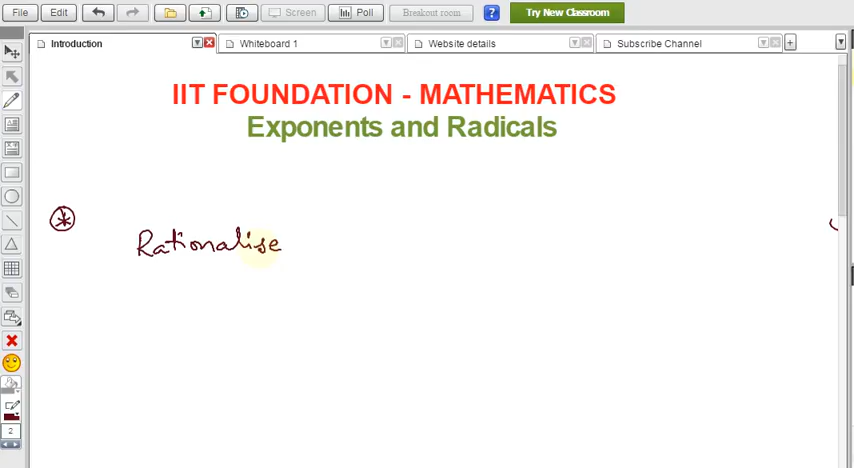 File Edit Screen Poll Breakout room ? Try New Classroom
Introduction Whiteboard 1 Website details Subscribe Channel +
IIT FOUNDATION - MATHEMATICS
Exponents and Radicals
Rationalise
2